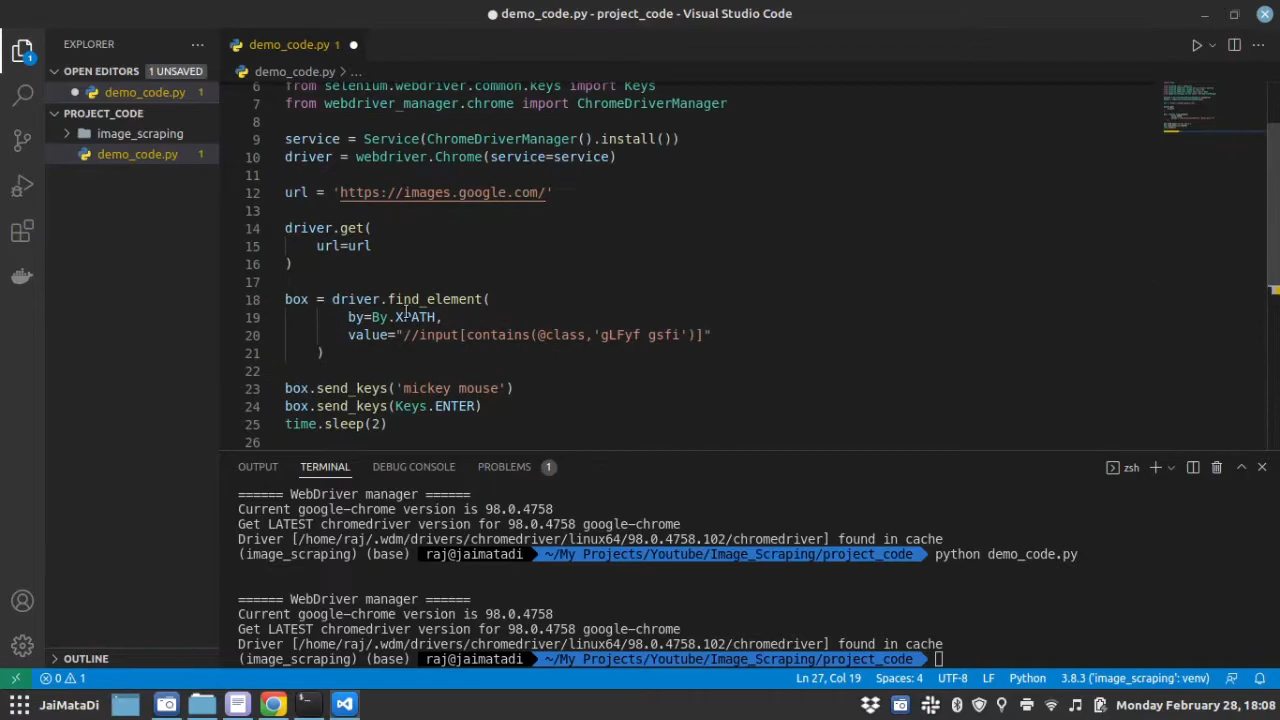 demo_code.py - project_code - Visual Studio Code
EXPLORER
demo_code.py 1
OPEN EDITORS 1 UNSAVED
demo_code.py > ...
demo_code.py 1
PROJECT_CODE
image_scraping
demo_code.py 1
6 from selenium.webdriver.common.keys import Keys
7 from webdriver_manager.chrome import ChromeDriverManager
8
9 service = Service(ChromeDriverManager().install())
10 driver = webdriver.Chrome(service=service)
11
12 url = 'https://images.google.com/'
13
14 driver.get(
15 url=url
16 )
17
18 box = driver.find_element(
19 by=By.XPATH,
20 value="//input[contains(@class,'gLFyf gsfi')]"
21 )
22
23 box.send_keys('mickey mouse')
24 box.send_keys(Keys.ENTER)
25 time.sleep(2)
26
OUTPUT TERMINAL DEBUG CONSOLE PROBLEMS 1 zsh
====== WebDriver manager ======
Current google-chrome version is 98.0.4758
Get LATEST chromedriver version for 98.0.4758 google-chrome
Driver [/home/raj/.wdm/drivers/chromedriver/linux64/98.0.4758.102/chromedriver] found in cache
(image_scraping) (base) raj@jaimatadi ~/My Projects/Youtube/Image_Scraping/project_code python demo_code.py
====== WebDriver manager ======
Current google-chrome version is 98.0.4758
Get LATEST chromedriver version for 98.0.4758 google-chrome
Driver [/home/raj/.wdm/drivers/chromedriver/linux64/98.0.4758.102/chromedriver] found in cache
(image_scraping) (base) raj@jaimatadi ~/My Projects/Youtube/Image_Scraping/project_code
OUTLINE
0 1 Ln 27, Col 19 Spaces: 4 UTF-8 LF Python 3.8.3 ('image_scraping': venv)
JaiMataDi Monday February 28, 18:08